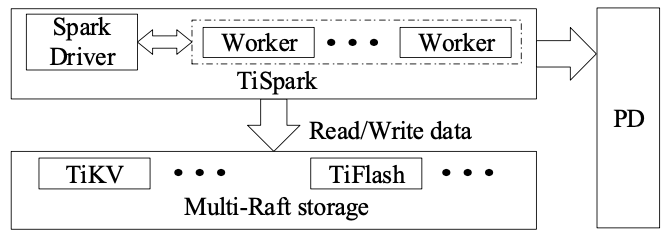 Spark
Driver
Worker • • • Worker
TiSpark
PD
Read/Write data
TiKV • • • TiFlash • • •
Multi-Raft storage